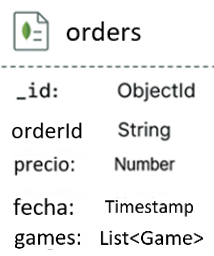 orders
_id: ObjectId
orderId String
precio: Number
fecha: Timestamp
games: List<Game>